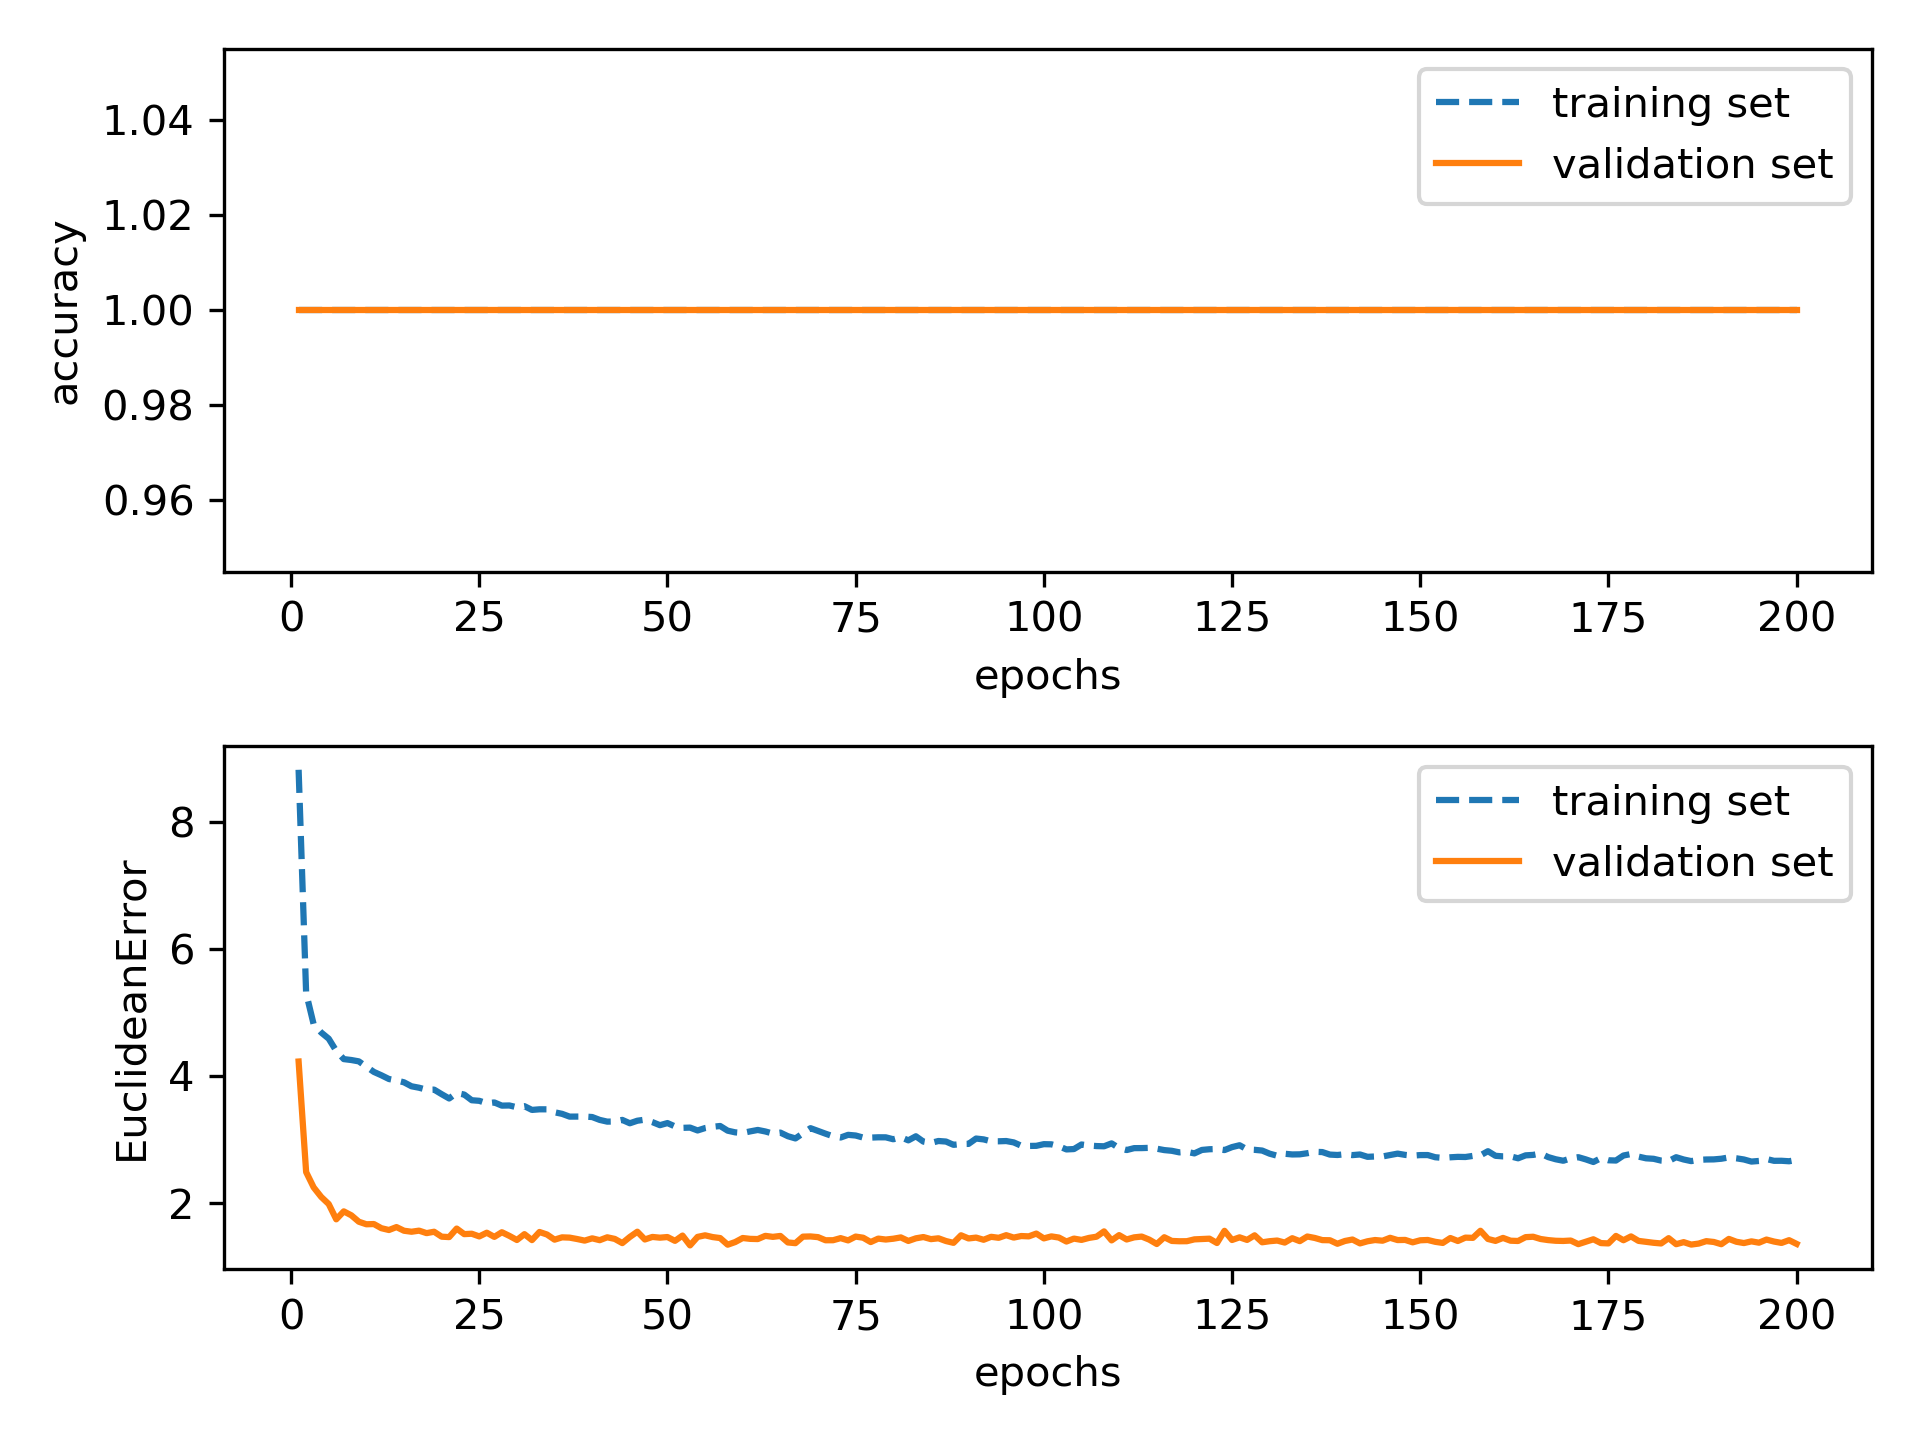 accuracy
1.04
1.02
1.00
0.98
0.96
training set
validation set
0 25 50 75 100 125 150 175 200
epochs
EuclideanError
8
6
4
2
training set
validation set
0 25 50 75 100 125 150 175 200
epochs